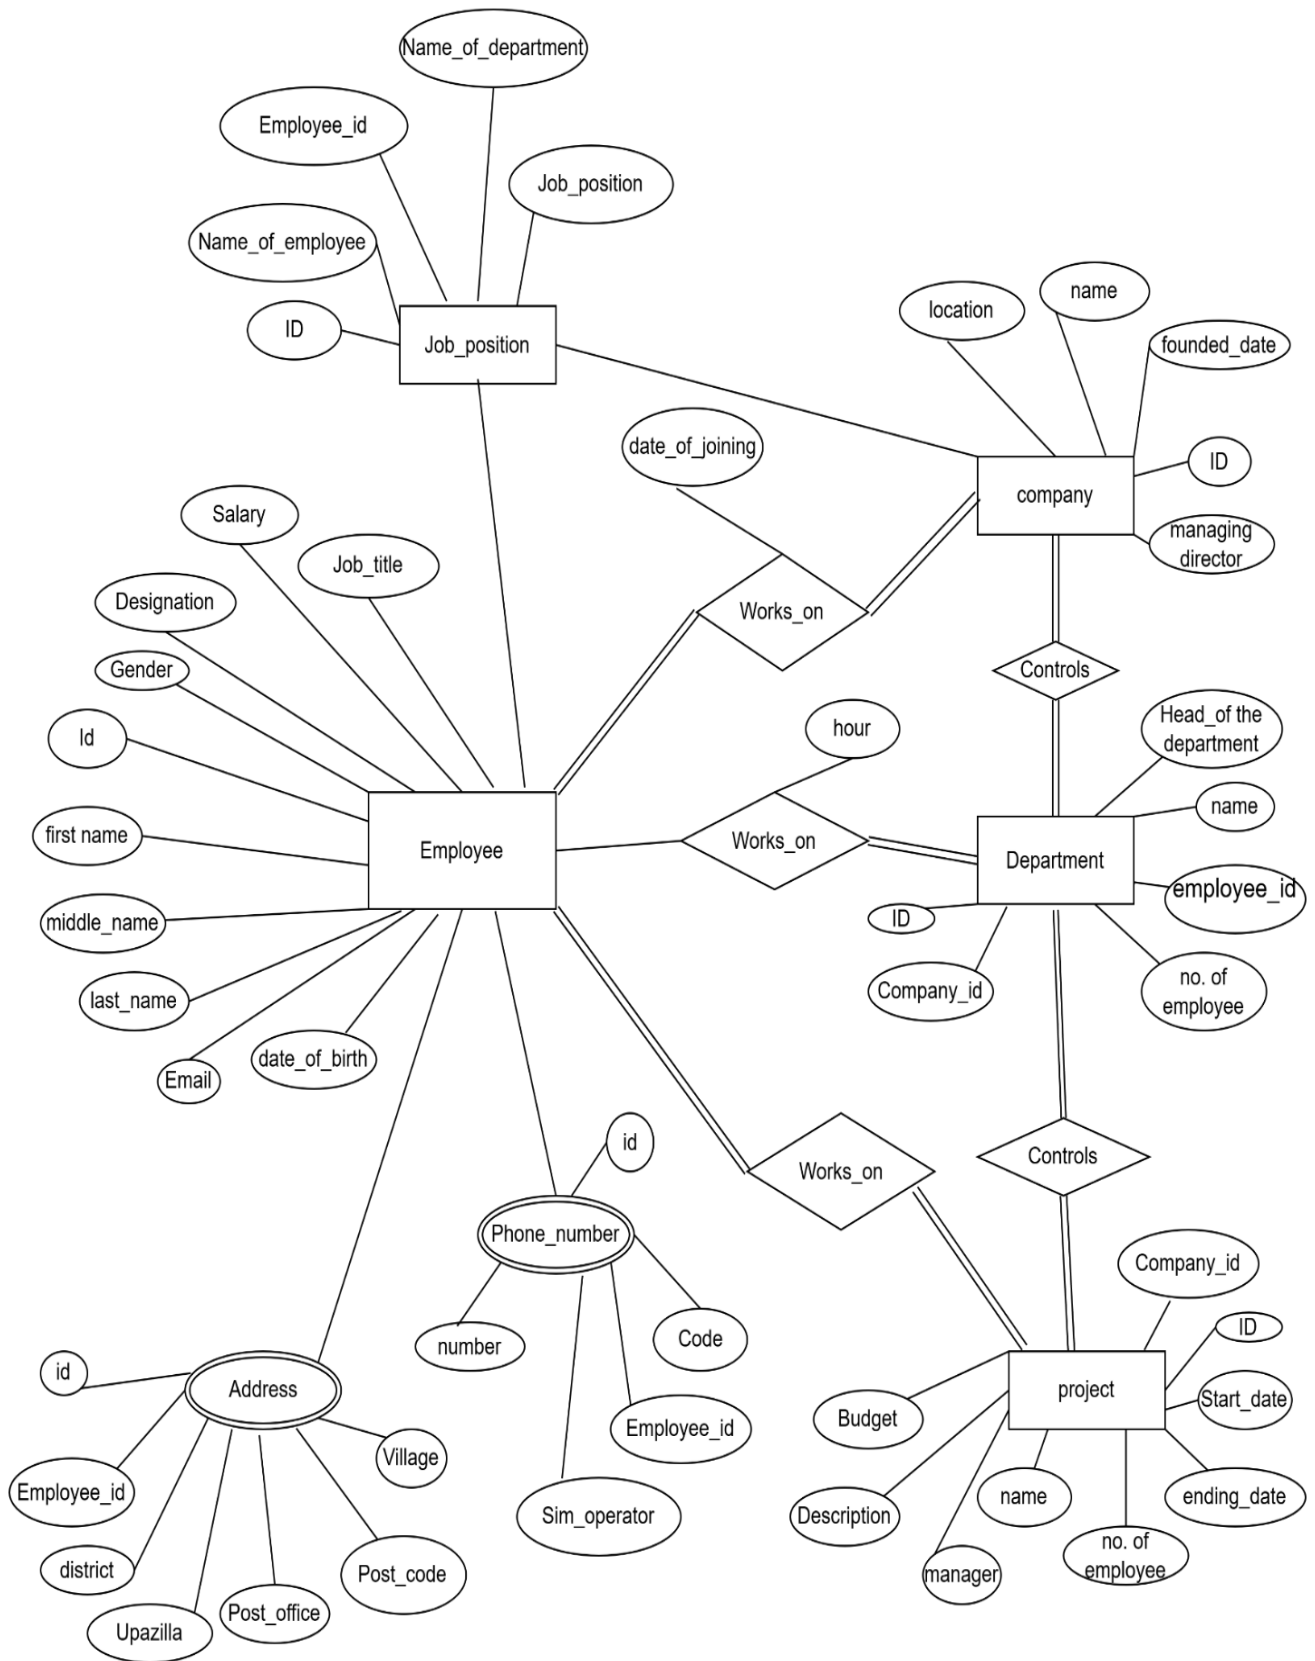 Name_of_department
Employee_id
Job_position
Name_of_employee
ID
Job_position
location
name
founded_date
ID
managing
director
company
date_of_joining
Works_on
Salary
Job_title
Designation
Gender
Id
first name
middle_name
last_name
Email
date_of_birth
Employee
Controls
hour
Works_on
Head_of the
department
name
Department
employee_id
ID
Company_id
no. of
employee
Works_on
Controls
id
Phone_number
number
Code
Employee_id
Sim_operator
id
Address
Village
Employee_id
district
Upazilla
Post_office
Post_code
Company_id
ID
project
Start_date
Budget
Description
manager
name
no. of
employee
ending_date